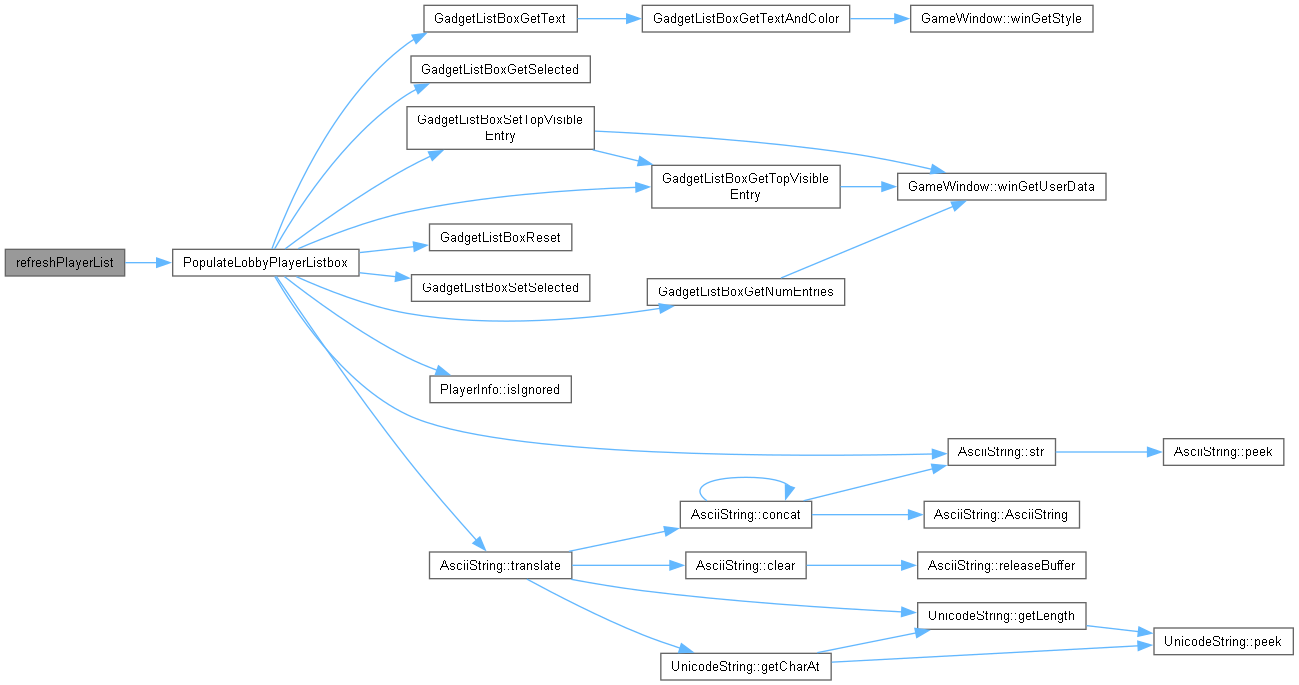 GadgetListBoxGetText
GadgetListBoxGetTextAndColor
GameWindow::winGetStyle
GadgetListBoxGetSelected
GadgetListBoxSetTopVisible
Entry
GadgetListBoxGetTopVisible
Entry
GameWindow::winGetUserData
GadgetListBoxReset
refreshPlayerList
PopulateLobbyPlayerListbox
GadgetListBoxSetSelected
GadgetListBoxGetNumEntries
PlayerInfo::isIgnored
AsciiString::str
AsciiString::peek
AsciiString::concat
AsciiString::AsciiString
AsciiString::translate
AsciiString::clear
AsciiString::releaseBuffer
UnicodeString::getLength
UnicodeString::peek
UnicodeString::getCharAt